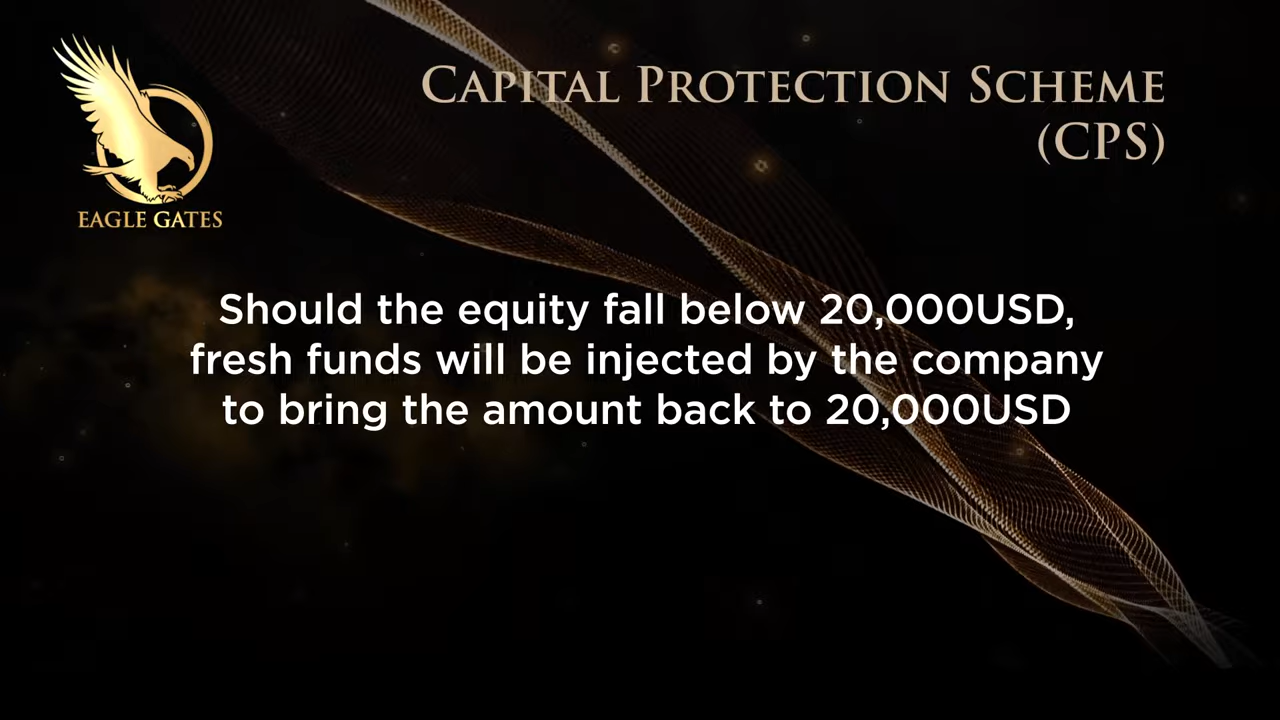 EAGLE GATES
CAPITAL PROTECTION SCHEME
(CPS)
Should the equity fall below 20,000USD,
fresh funds will be injected by the company
to bring the amount back to 20,000USD